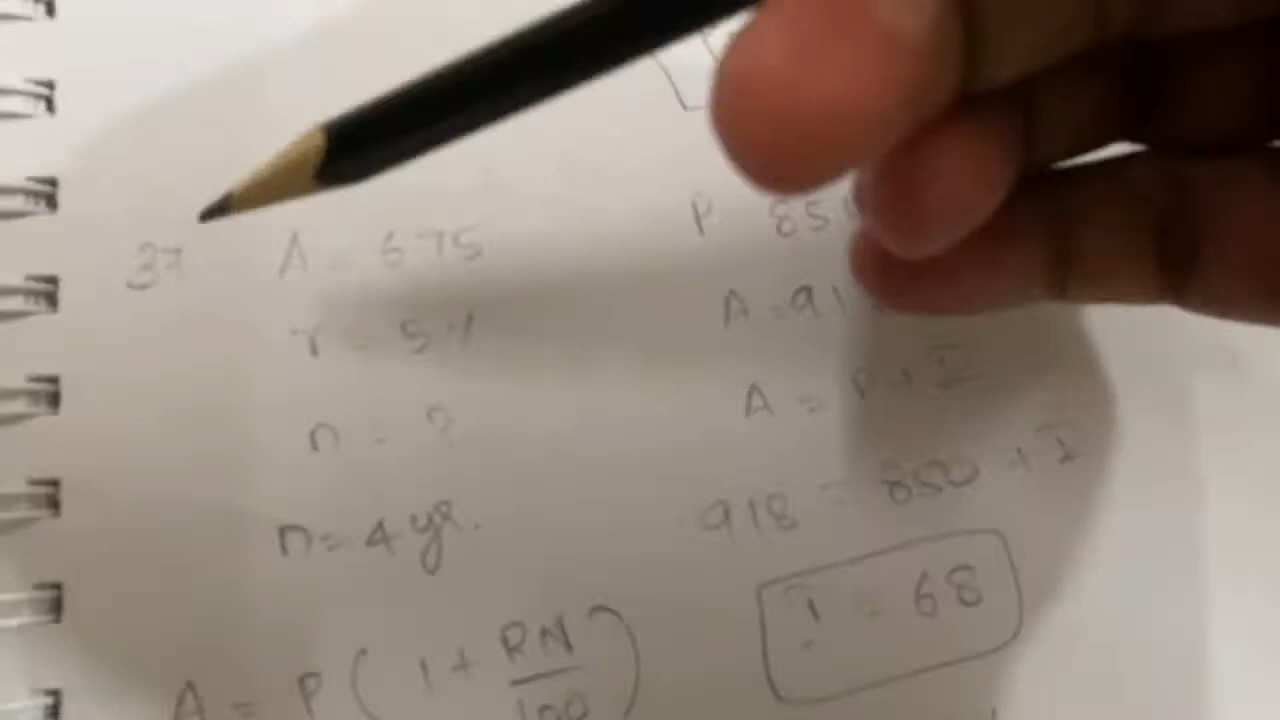 37 A = 675
r = 5%
n = ?
n = 4 yr.
A = P ( 1 + RN/100 )
P 85
A = 91
A = P + I
918 = 850 + I
I = 68